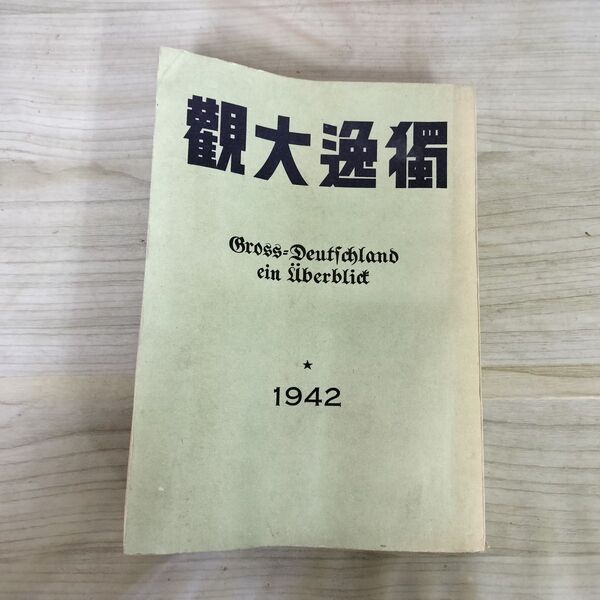 獨逸大觀
Gross-Deutschland
ein Überblick
★
1942